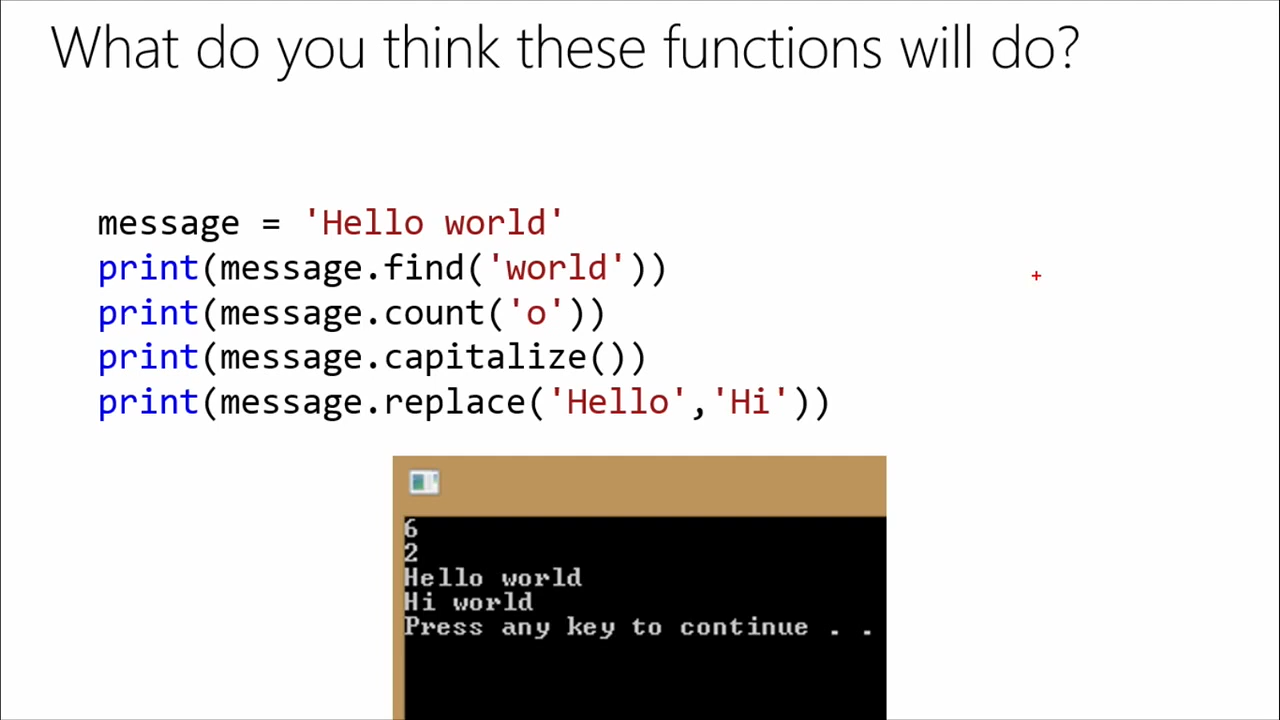 What do you think these functions will do?
message = 'Hello world'
print(message.find('world'))
print(message.count('o'))
print(message.capitalize())
print(message.replace('Hello','Hi'))
6
2
Hello world
Hi world
Press any key to continue . .